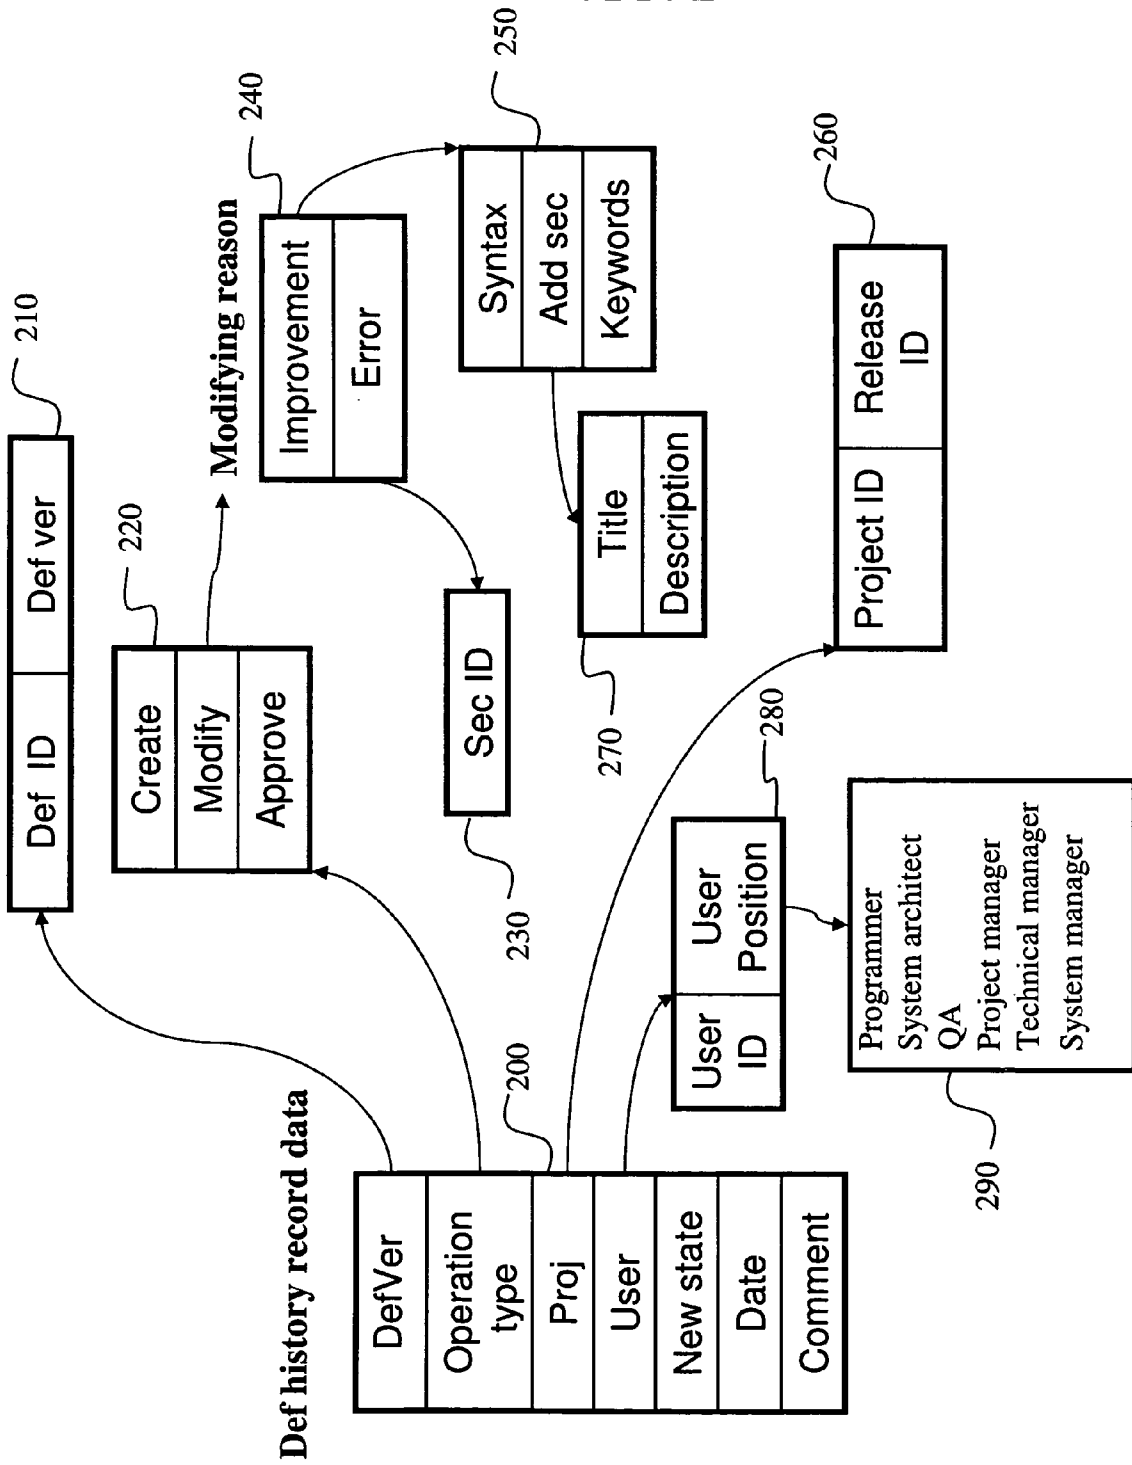 Def history record data
DefVer
Operation
type
Proj
User
New state
Date
Comment
200
Def ID
Def ver
210
Create
Modify
Approve
220
Modifying reason
Improvement
Error
240
Sec ID
230
Syntax
Add sec
Keywords
250
Title
Description
270
Project ID
Release
ID
260
User
ID
User
Position
280
Programmer
System architect
QA
Project manager
Technical manager
System manager
290